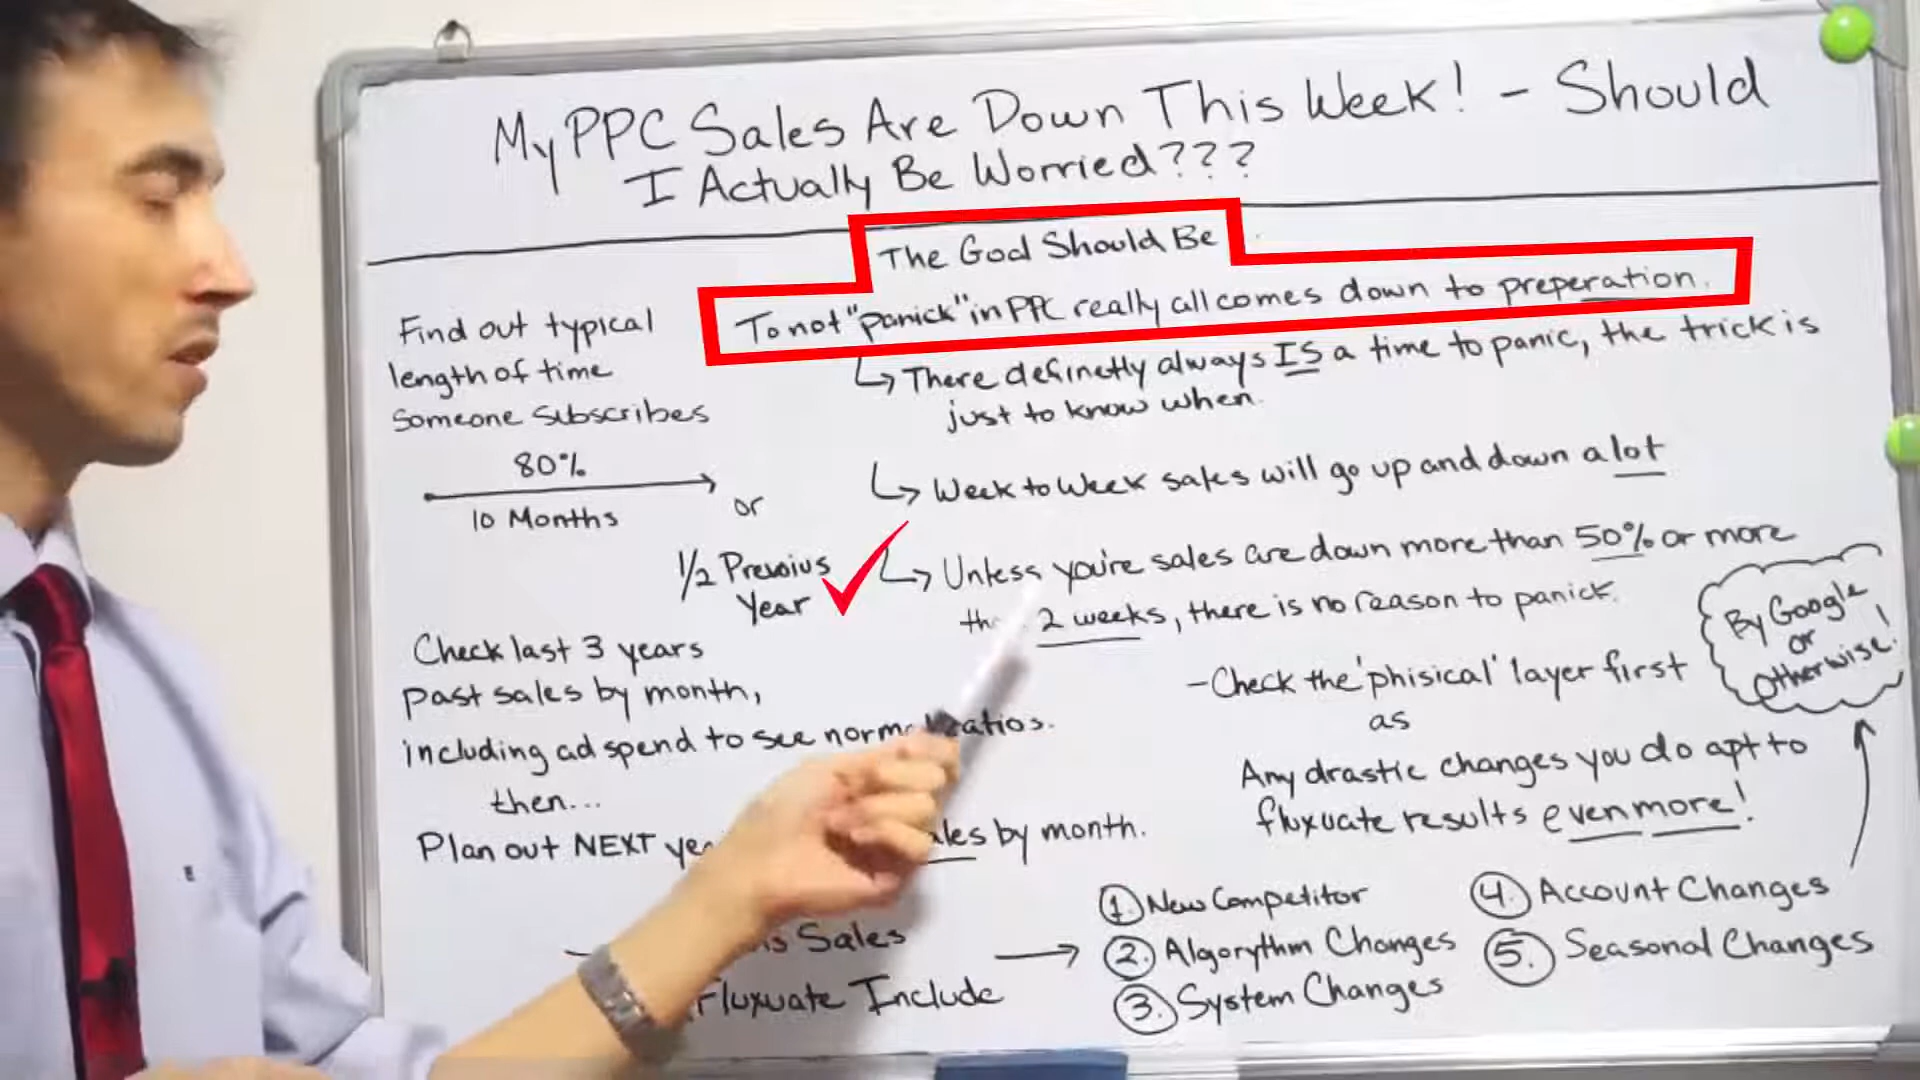 My PPC Sales Are Down This Week! - Should
I Actually Be Worried???
The Goal Should Be
To not "panick" in PPC really all comes down to preperation.
↳ There definetly always IS a time to panic, the trick is
just to know when.
↳ Week to Week sales will go up and down a lot
↳ Unless you're sales are down more than 50% or more
2 weeks, there is no reason to panick.
- Check the 'phisical' layer first
as
Any drastic changes you do apt to
fluxuate results even more!
By Google
or
Otherwise!
Find out typical
length of time
Someone Subscribes
80%
10 Months
or
1/2 Previus
Year
Check last 3 years
past sales by month,
including ad spend to see
then...
Plan out NEXT by month.
Sales
Fluxuate Include
→
1. New Competitor
2. Algorythm Changes
3. System Changes
4. Account Changes
5. Seasonal Changes